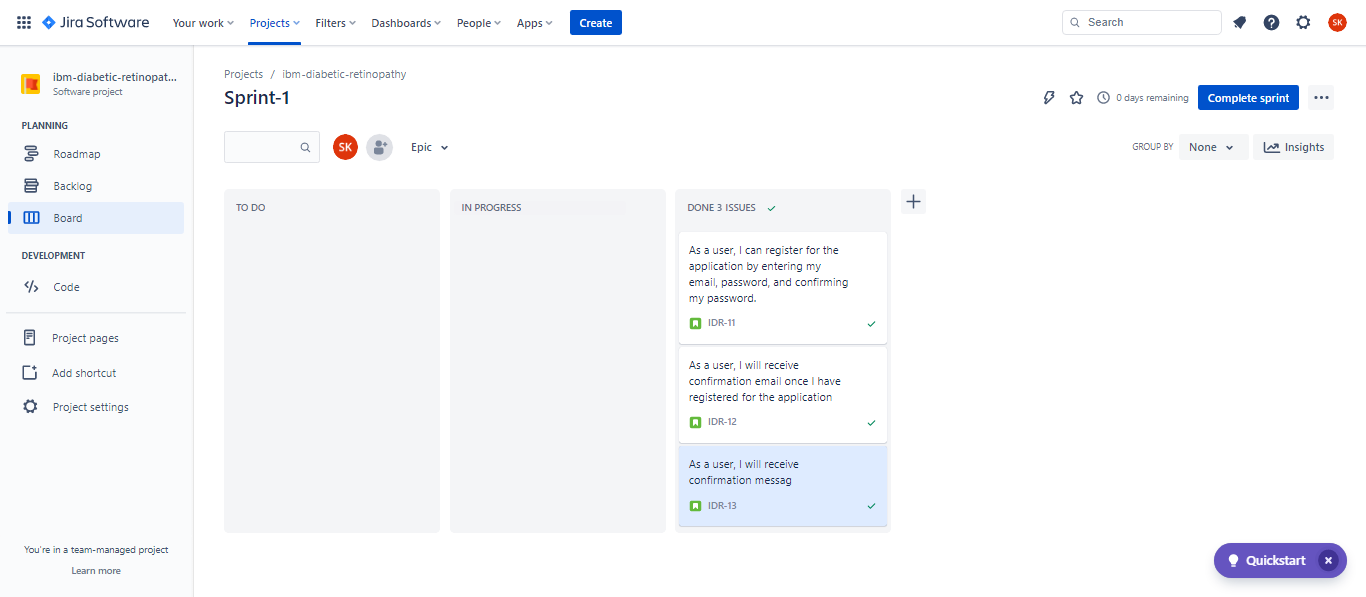 Jira Software
Your work
Projects
Filters
Dashboards
People
Apps
Create
Search
SK
ibm-diabetic-retinopat...
Software project
PLANNING
Roadmap
Backlog
Board
DEVELOPMENT
Code
Project pages
Add shortcut
Project settings
You're in a team-managed project
Learn more
Projects / ibm-diabetic-retinopathy
Sprint-1
0 days remaining
Complete sprint
SK
Epic
GROUP BY
None
Insights
TO DO
IN PROGRESS
DONE 3 ISSUES
As a user, I can register for the
application by entering my
email, password, and confirming
my password.
IDR-11
As a user, I will receive
confirmation email once I have
registered for the application
IDR-12
As a user, I will receive
confirmation messag
IDR-13
Quickstart